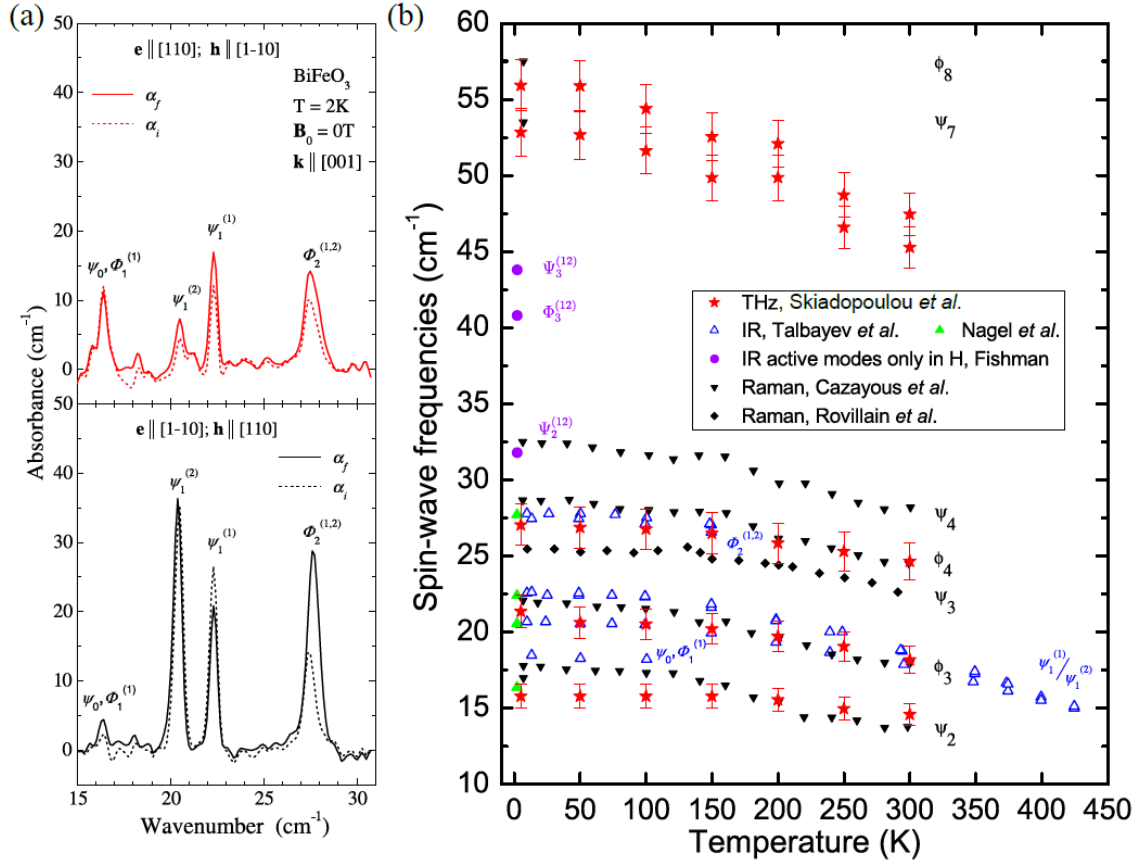 (a)
50
40
30
20
10
0
e || [110]; h || [1-10]
α_f
α_i
BiFeO₃
T = 2K
B₀ = 0T
k || [001]
ψ₀, Φ₁⁽¹⁾
ψ₁⁽²⁾
ψ₁⁽¹⁾
Φ₂⁽¹,²⁾
Absorbance (cm⁻¹)
50
40
30
20
10
0
e || [1-10]; h || [110]
α_f
α_i
ψ₀, Φ₁⁽¹⁾
ψ₁⁽²⁾
ψ₁⁽¹⁾
Φ₂⁽¹,²⁾
15 20 25 30
Wavenumber (cm⁻¹)
(b)
Spin-wave frequencies (cm⁻¹)
60
55
50
45
40
35
30
25
20
15
10
ϕ₈
ψ₇
Ψ₃⁽¹²⁾
Φ₃⁽¹²⁾
THz, Skiadopoulou et al.
IR, Talbayev et al. Nagel et al.
IR active modes only in H, Fishman
Raman, Cazayous et al.
Raman, Rovillain et al.
Ψ₂⁽¹²⁾
ψ₄
Φ₂⁽¹,²⁾
ϕ₄
ψ₃
ψ₀, Φ₁⁽¹⁾
ϕ₃
ψ₁⁽¹⁾/ψ₁⁽²⁾
ψ₂
0 50 100 150 200 250 300 350 400 450
Temperature (K)